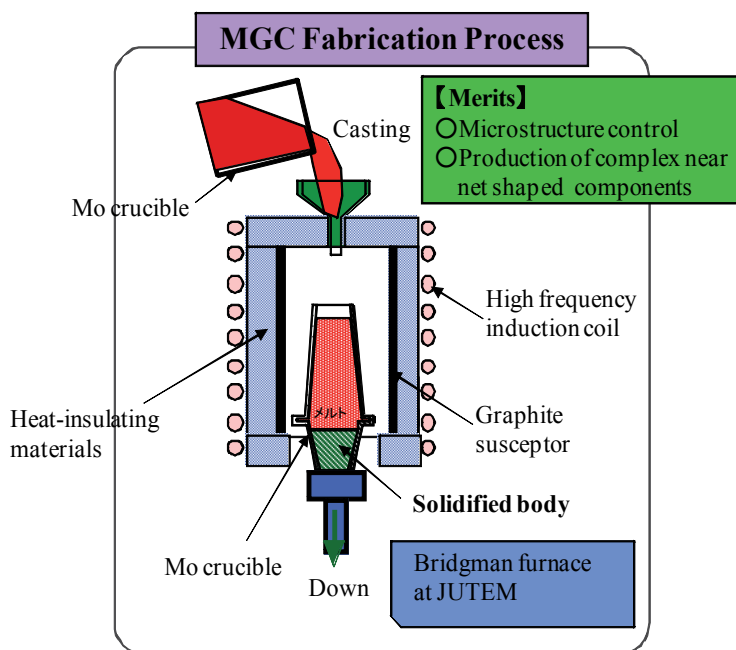 MGC Fabrication Process
【Merits】
○Microstructure control
○Production of complex near
net shaped components
Casting
Mo crucible
High frequency
induction coil
メルト
Heat-insulating
materials
Graphite
susceptor
Solidified body
Mo crucible
Down
Bridgman furnace
at JUTEM